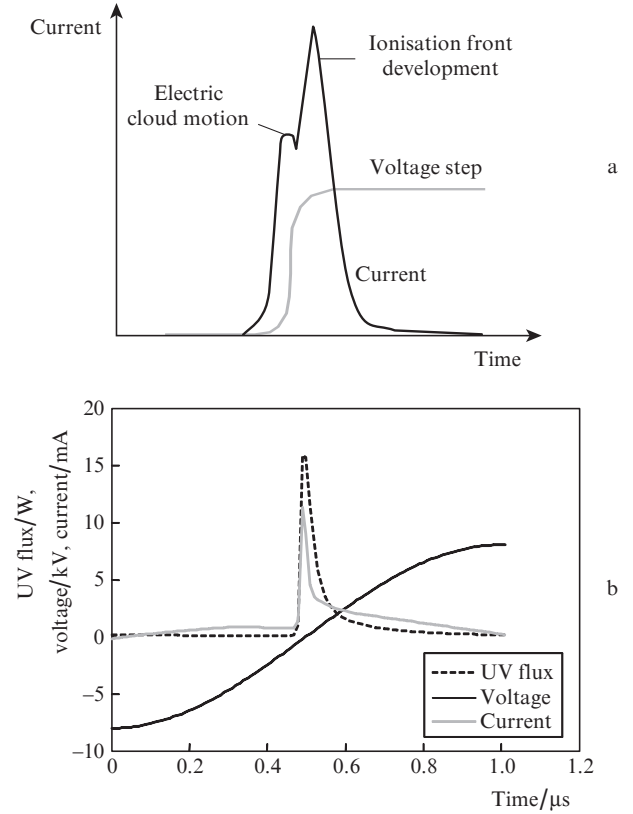 Current
Ionisation front
development
Electric
cloud motion
Voltage step
a
Current
Time
20
15
10
5
0
−5
−10
UV flux/W,
voltage/kV, current/mA
b
UV flux
Voltage
Current
0
0.2
0.4
0.6
0.8
1.0
1.2
Time/μs